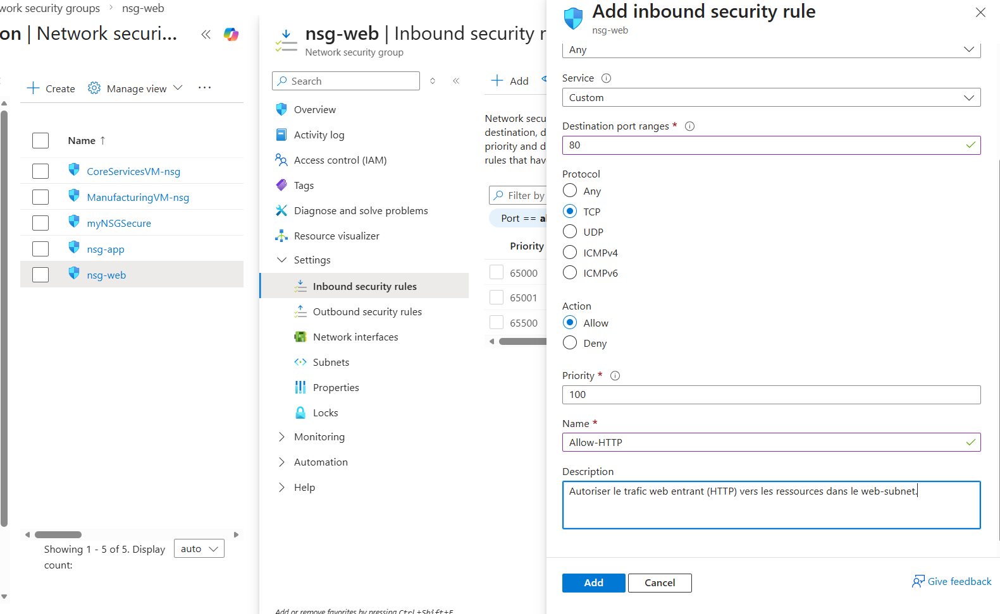 work security groups > nsg-web
on | Network securi...
Create
Manage view
Name ↑
CoreServicesVM-nsg
ManufacturingVM-nsg
myNSGSecure
nsg-app
nsg-web
Showing 1 - 5 of 5. Display
count:
auto
nsg-web | Inbound security r
Network security group
Search
Overview
Activity log
Access control (IAM)
Tags
Diagnose and solve problems
Resource visualizer
Settings
Inbound security rules
Outbound security rules
Network interfaces
Subnets
Properties
Locks
Monitoring
Automation
Help
Add or remove favorites by pressing Ctrl+Shift+F
Add
Network secu
destination, d
priority and d
rules that hav
Filter by
Port == al
Priority
65000
65001
65500
Add inbound security rule
nsg-web
Any
Service
Custom
Destination port ranges *
80
Protocol
Any
TCP
UDP
ICMPv4
ICMPv6
Action
Allow
Deny
Priority *
100
Name *
Allow-HTTP
Description
Autoriser le trafic web entrant (HTTP) vers les ressources dans le web-subnet.
Add
Cancel
Give feedback